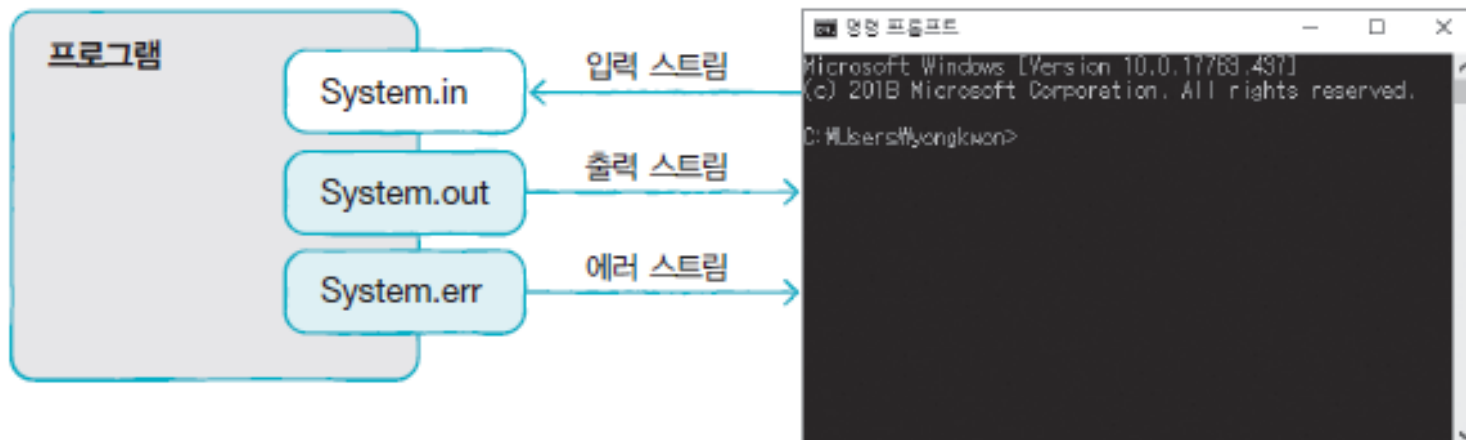 프로그램
System.in
System.out
System.err
입력 스트림
출력 스트림
에러 스트림
명령 프롬프트
Microsoft Windows [Version 10.0.17763.437]
(c) 2018 Microsoft Corporation. All rights reserved.
C:₩Users₩yongkwon>